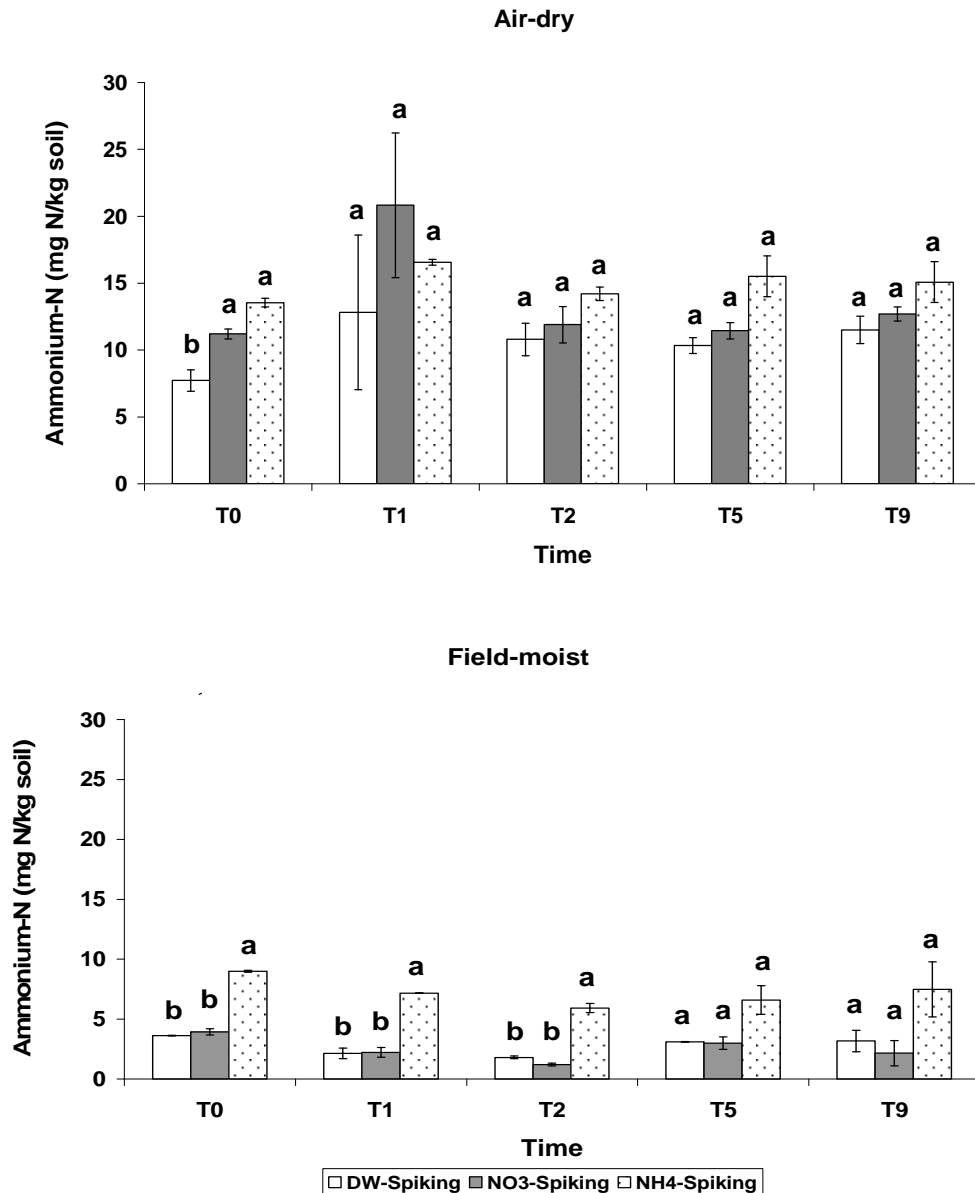 Air-dry
Ammonium-N (mg N/kg soil)
30
25
20
15
10
5
0
a
a
a
a
a
a
a
a
a
a
a
a
a
a
b
T0
T1
T2
T5
T9
Time
Field-moist
Ammonium-N (mg N/kg soil)
30
25
20
15
10
5
0
b
b
a
b
b
a
b
b
a
a
a
a
a
a
a
T0
T1
T2
T5
T9
Time
DW-Spiking
NO3-Spiking
NH4-Spiking